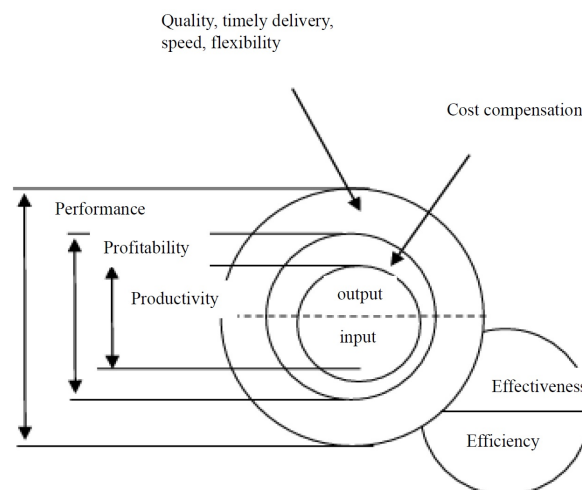 Quality, timely delivery,
speed, flexibility
Cost compensation
Performance
Profitability
Productivity
output
input
Effectiveness
Efficiency